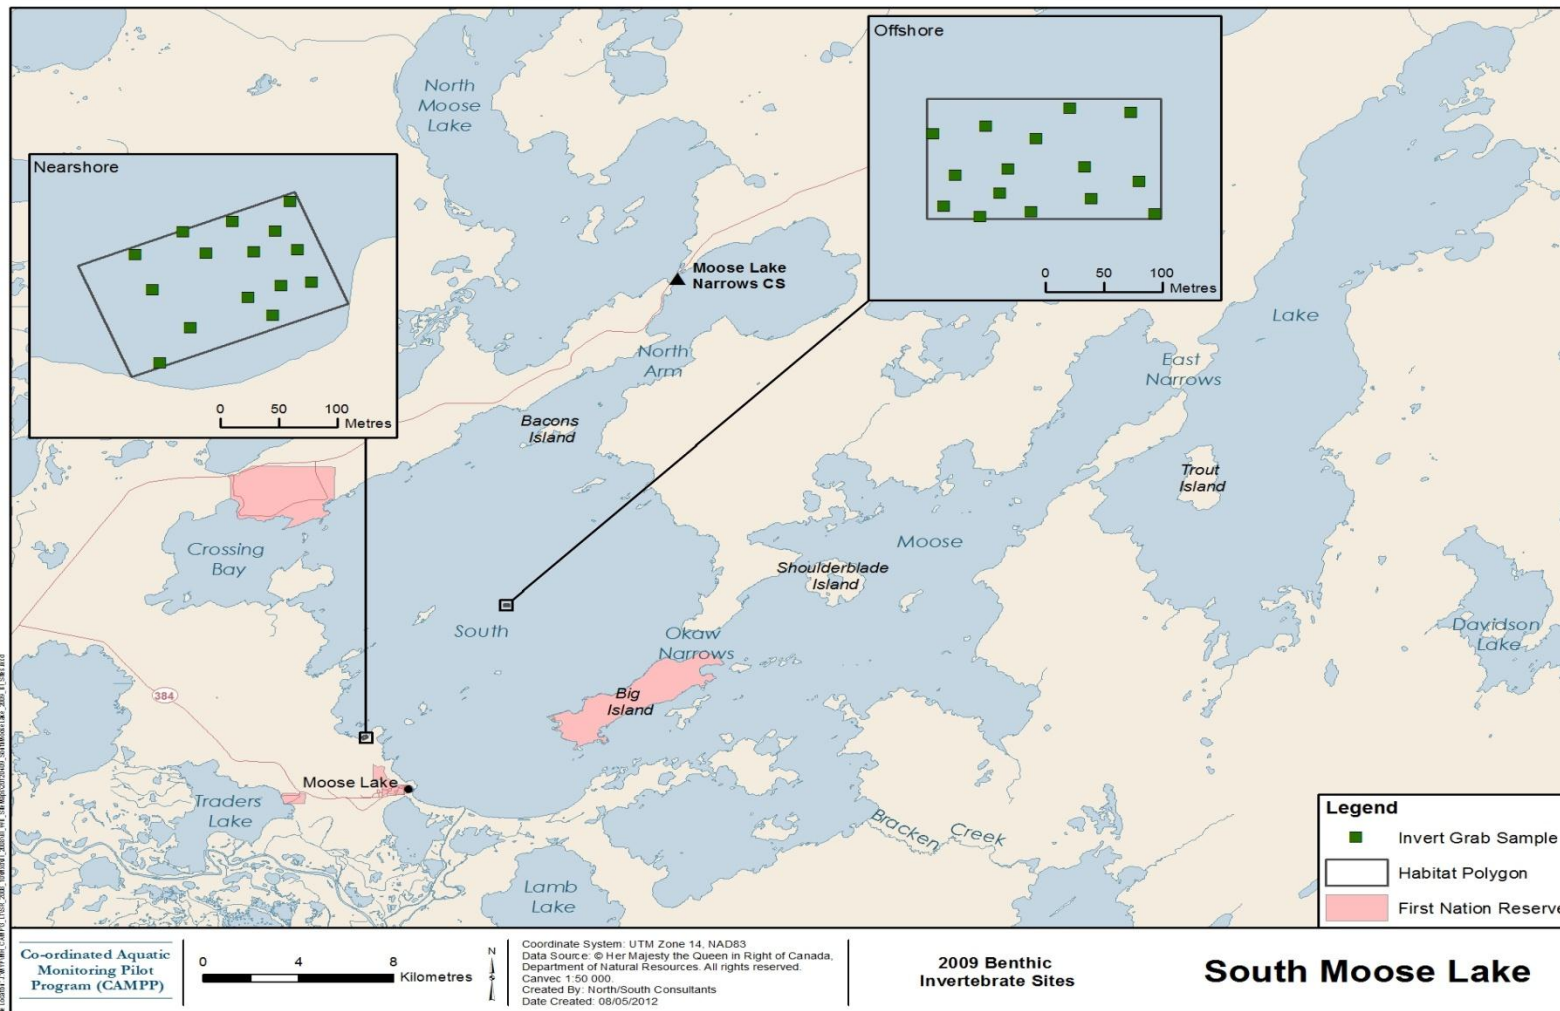 Nearshore
0 50 100
Metres
Offshore
0 50 100
Metres
North
Moose
Lake
Moose Lake
Narrows CS
North
Arm
Bacons
Island
Lake
East
Narrows
Trout
Island
Crossing
Bay
Moose
Shoulderblade
Island
South
Okaw
Narrows
Big
Island
Davidson
Lake
384
Moose Lake
Traders
Lake
Lamb
Lake
Bracken Creek
Legend
Invert Grab Sample
Habitat Polygon
First Nation Reserve
Co-ordinated Aquatic
Monitoring Pilot
Program (CAMPP)
0 4 8
Kilometres
N
Coordinate System: UTM Zone 14, NAD83
Data Source: © Her Majesty the Queen in Right of Canada,
Department of Natural Resources. All rights reserved.
Canvec 1:50 000.
Created By: North/South Consultants
Date Created: 08/05/2012
2009 Benthic
Invertebrate Sites
South Moose Lake